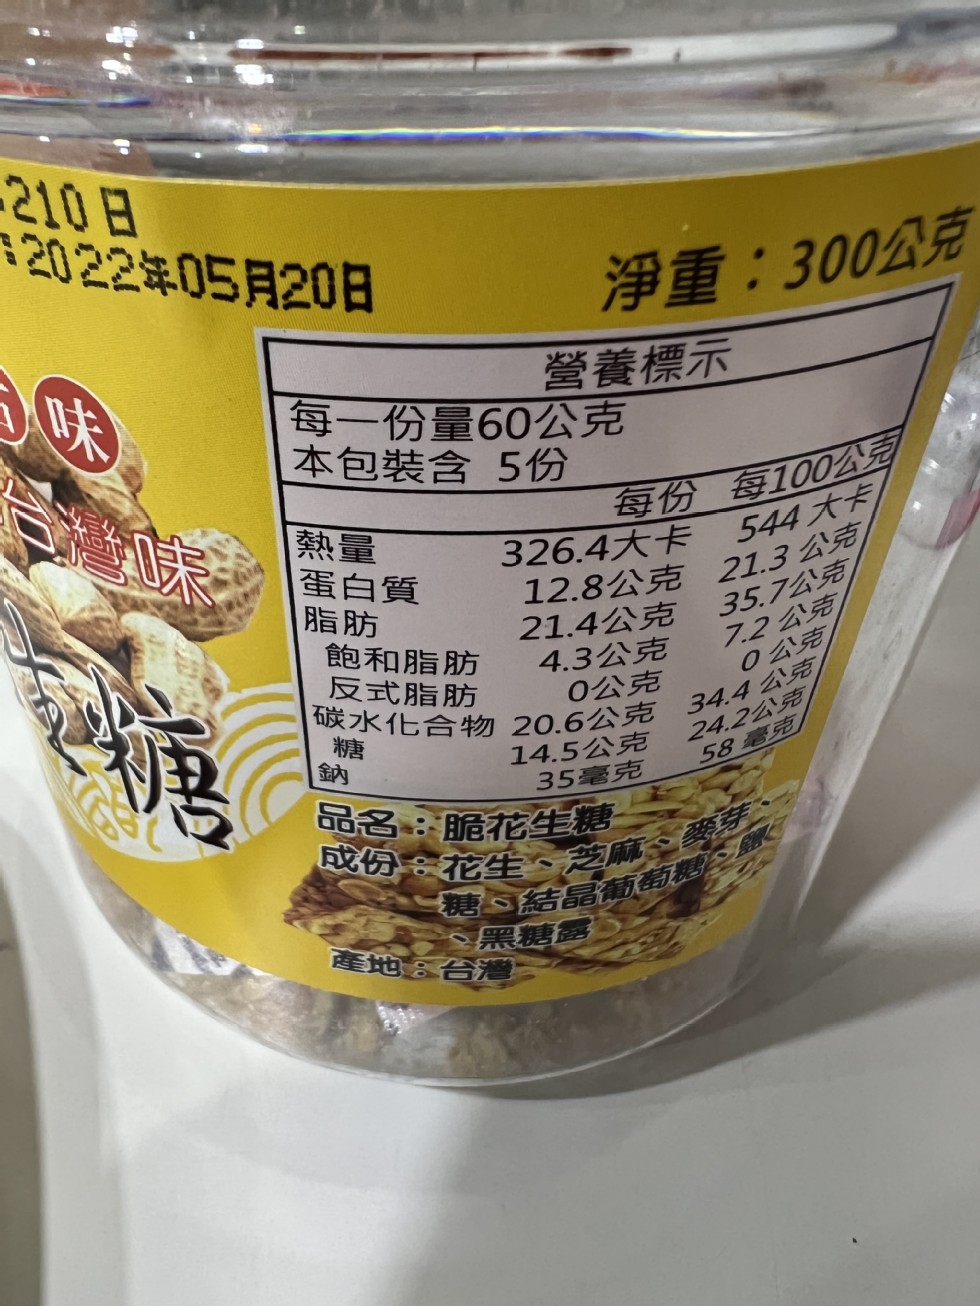 210日
2022年05月20日
淨重：300公克
味
台灣味
生糖
營養標示
每一份量60公克
本包裝含 5份
每份 每100公克
熱量 326.4大卡 544 大卡
蛋白質 12.8公克 21.3 公克
脂肪 21.4公克 35.7公克
飽和脂肪 4.3公克 7.2 公克
反式脂肪 0公克 0 公克
碳水化合物 20.6公克 34.4 公克
糖 14.5公克 24.2公克
鈉 35毫克 58 毫克
品名：脆花生糖
成份：花生、芝麻、麥芽、
糖、結晶葡萄糖、鹽
、黑糖露
產地：台灣